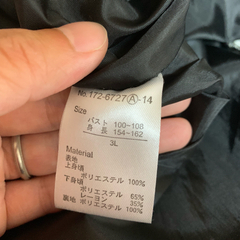 No.172-6727Ⓐ-14
Size
バスト 100~108
身 長 154~162
3L
Material
表地
上身頃
ポリエステル 100%
下身頃
ポリエステル 65%
レーヨン 35%
裏地 ポリエステル 100%